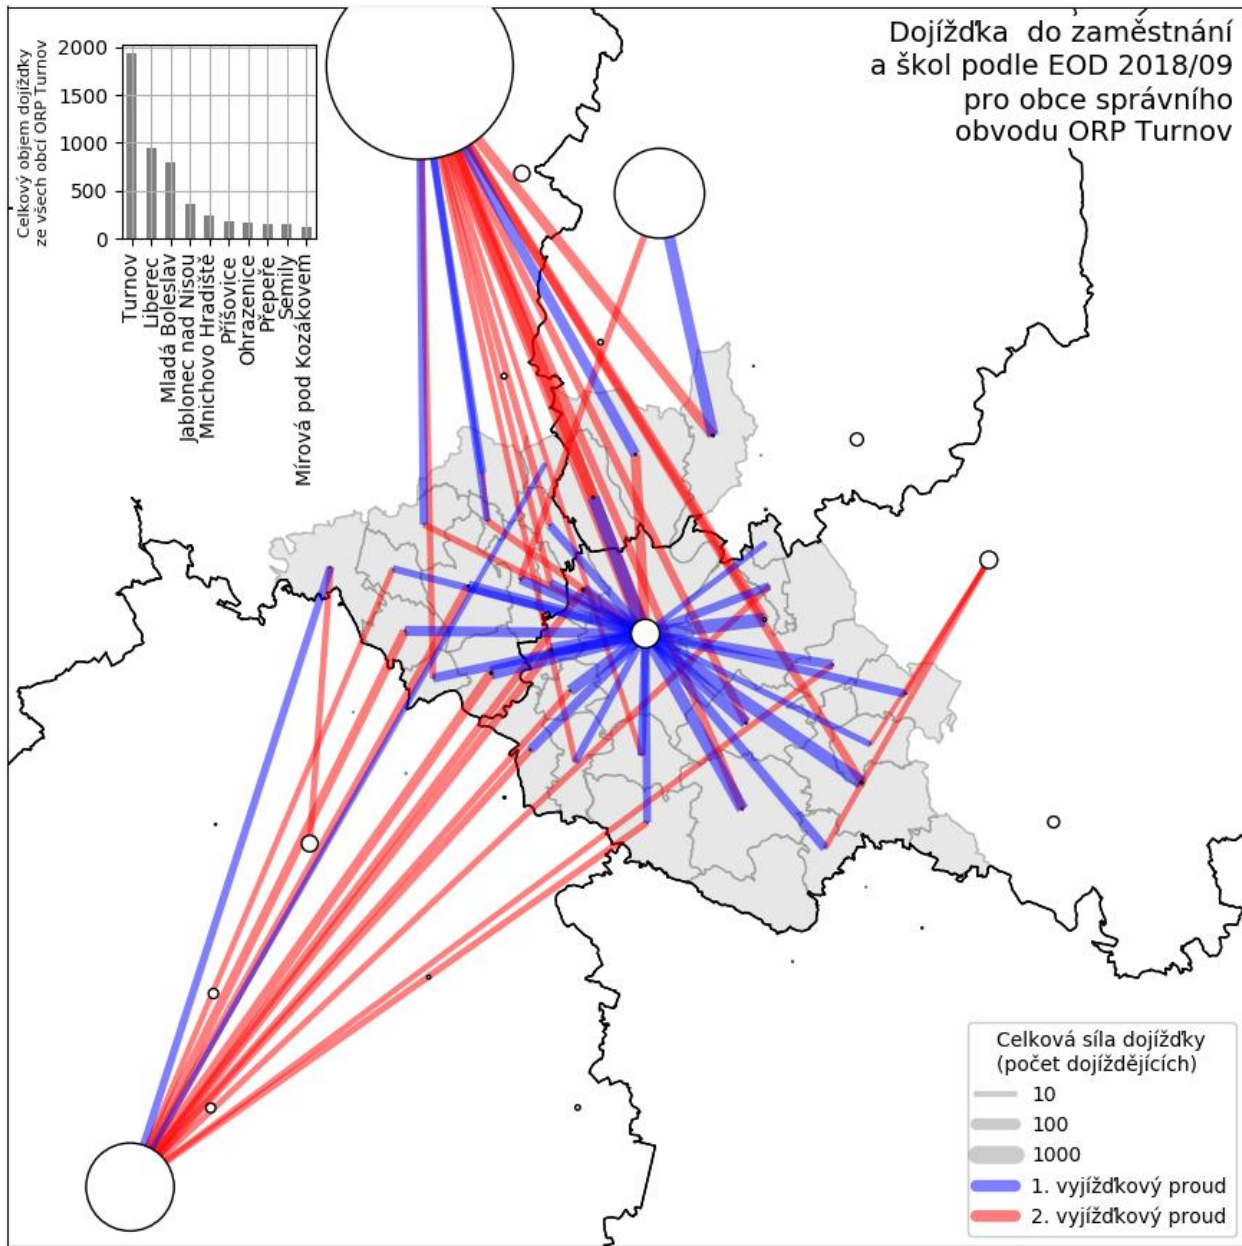 Dojížďka  do zaměstnání
a škol podle EOD 2018/09
pro obce správního
obvodu ORP Turnov
Celkový objem dojížďky
ze všech obcí ORP Turnov
2000
1500
1000
500
0
Turnov
Liberec
Mladá Boleslav
Jablonec nad Nisou
Mnichovo Hradiště
Příšovice
Ohrazenice
Přepeře
Semily
Mírová pod Kozákovem
Celková síla dojížďky
(počet dojíždějících)
10
100
1000
1. vyjížďkový proud
2. vyjížďkový proud